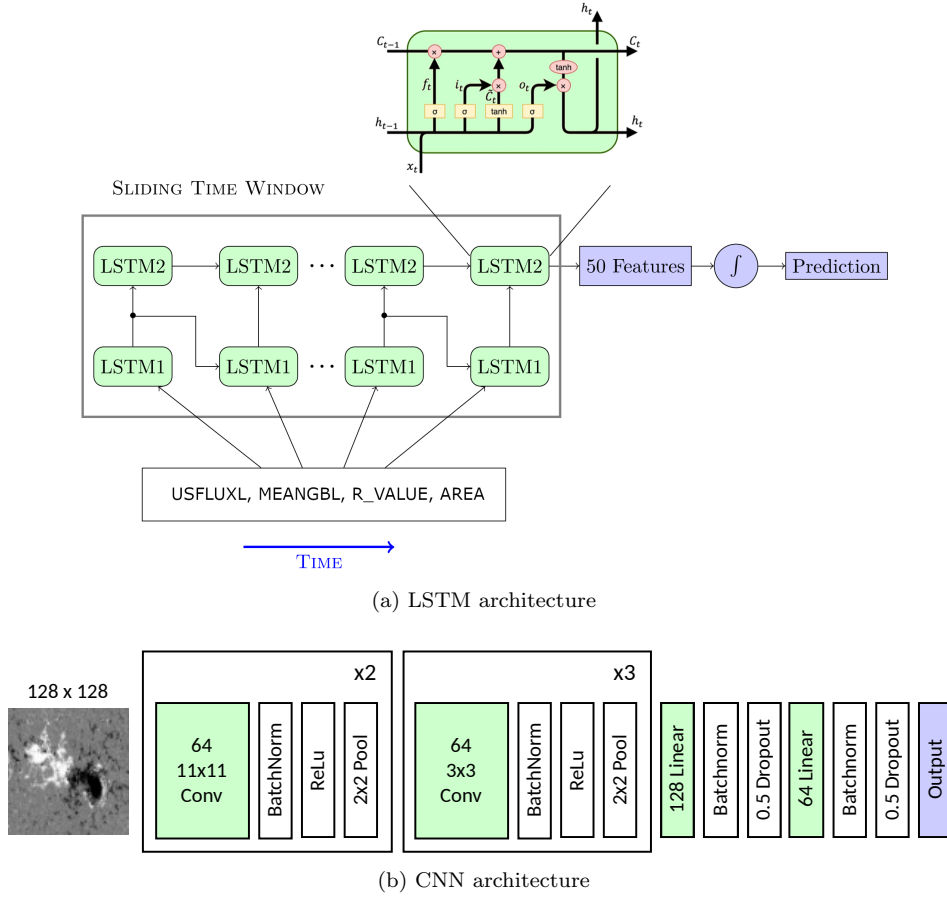 h_t
C_{t-1} × + C_t
tanh
f_t i_t × o_t ×
C̃_t
σ σ tanh σ
h_{t-1} h_t
x_t
SLIDING TIME WINDOW
LSTM2 LSTM2 ··· LSTM2 LSTM2 50 Features ∫ Prediction
LSTM1 LSTM1 ··· LSTM1 LSTM1
USFLUXL, MEANGBL, R_VALUE, AREA
TIME
(a) LSTM architecture
128 x 128
x2
64
11x11
Conv
BatchNorm
ReLu
2x2 Pool
x3
64
3x3
Conv
BatchNorm
ReLu
2x2 Pool
128 Linear
Batchnorm
0.5 Dropout
64 Linear
Batchnorm
0.5 Dropout
Output
(b) CNN architecture